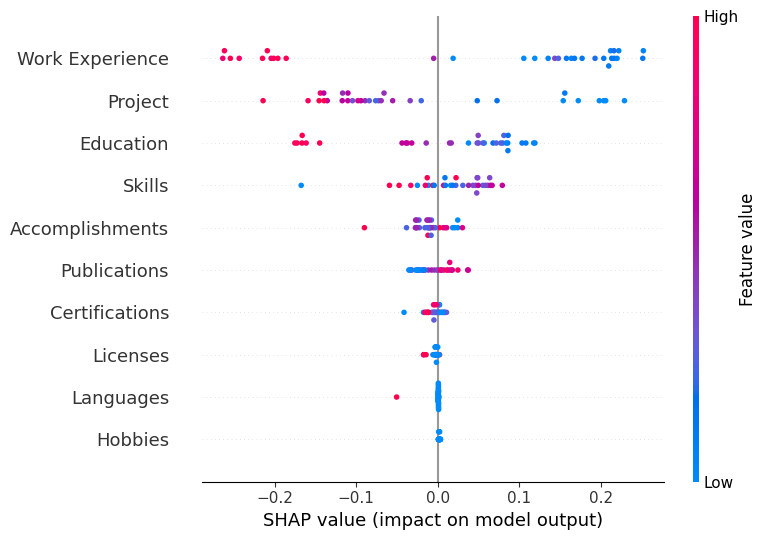 High
Work Experience
Project
Education
Skills
Accomplishments
Publications
Certifications
Licenses
Languages
Hobbies
Feature value
Low
−0.2 −0.1 0.0 0.1 0.2
SHAP value (impact on model output)